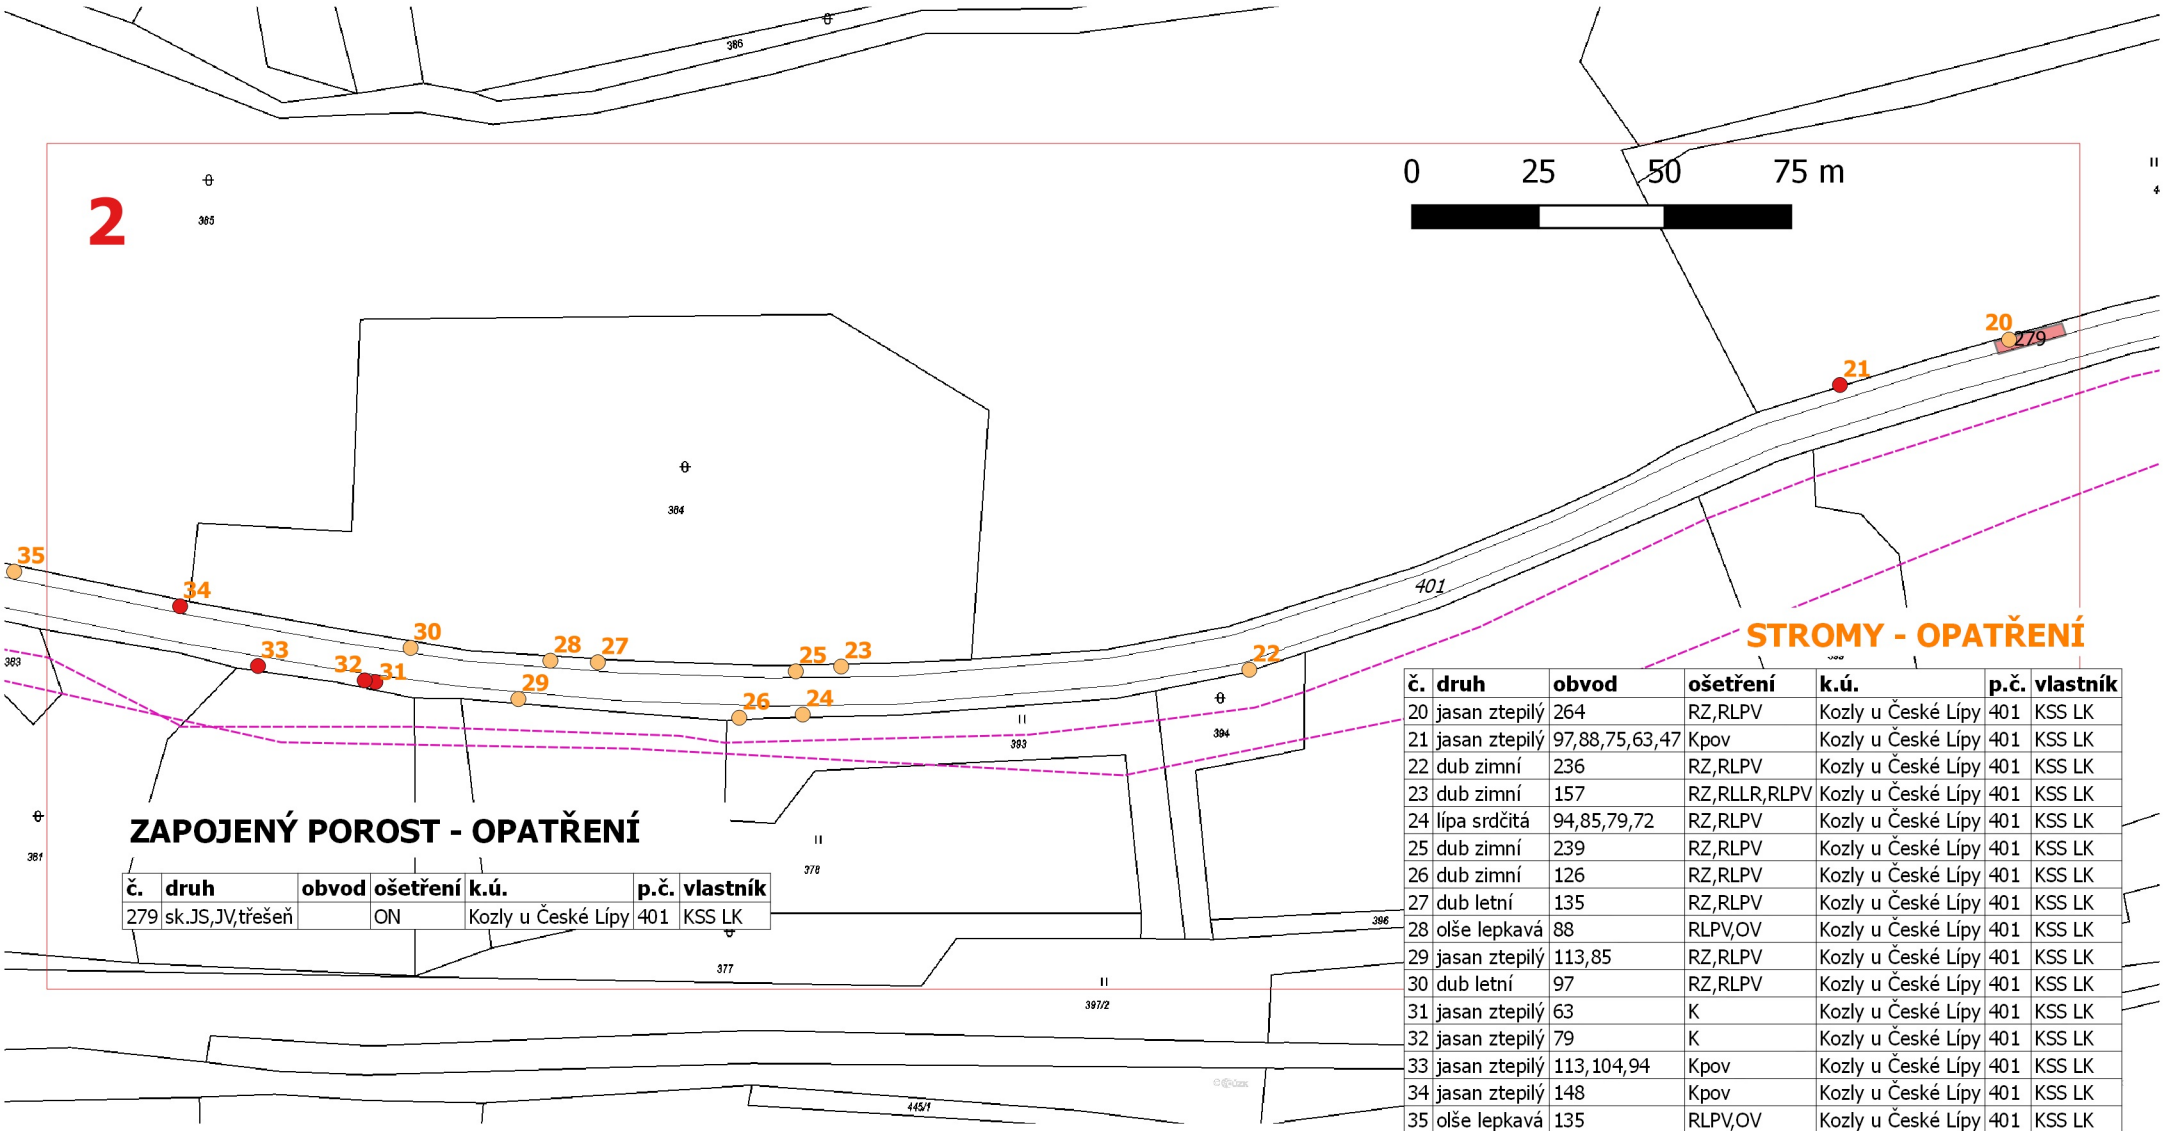 386
2
385
0 25 50 75 m
20
279
21
384
35
34
30
28
27
25
23
22
33
32
31
29
26
24
401
383
393
394
STROMY - OPATŘENÍ
č. druh obvod ošetření k.ú. p.č. vlastník
20 jasan ztepilý 264 RZ,RLPV Kozly u České Lípy 401 KSS LK
21 jasan ztepilý 97,88,75,63,47 Kpov Kozly u České Lípy 401 KSS LK
22 dub zimní 236 RZ,RLPV Kozly u České Lípy 401 KSS LK
23 dub zimní 157 RZ,RLLR,RLPV Kozly u České Lípy 401 KSS LK
24 lípa srdčitá 94,85,79,72 RZ,RLPV Kozly u České Lípy 401 KSS LK
25 dub zimní 239 RZ,RLPV Kozly u České Lípy 401 KSS LK
26 dub zimní 126 RZ,RLPV Kozly u České Lípy 401 KSS LK
27 dub letní 135 RZ,RLPV Kozly u České Lípy 401 KSS LK
28 olše lepkavá 88 RLPV,OV Kozly u České Lípy 401 KSS LK
29 jasan ztepilý 113,85 RZ,RLPV Kozly u České Lípy 401 KSS LK
30 dub letní 97 RZ,RLPV Kozly u České Lípy 401 KSS LK
31 jasan ztepilý 63 K Kozly u České Lípy 401 KSS LK
32 jasan ztepilý 79 K Kozly u České Lípy 401 KSS LK
33 jasan ztepilý 113,104,94 Kpov Kozly u České Lípy 401 KSS LK
34 jasan ztepilý 148 Kpov Kozly u České Lípy 401 KSS LK
35 olše lepkavá 135 RLPV,OV Kozly u České Lípy 401 KSS LK
ZAPOJENÝ POROST - OPATŘENÍ
č. druh obvod ošetření k.ú. p.č. vlastník
279 sk.JS,JV,třešeň ON Kozly u České Lípy 401 KSS LK
381
378
396
377
397/2
445/1